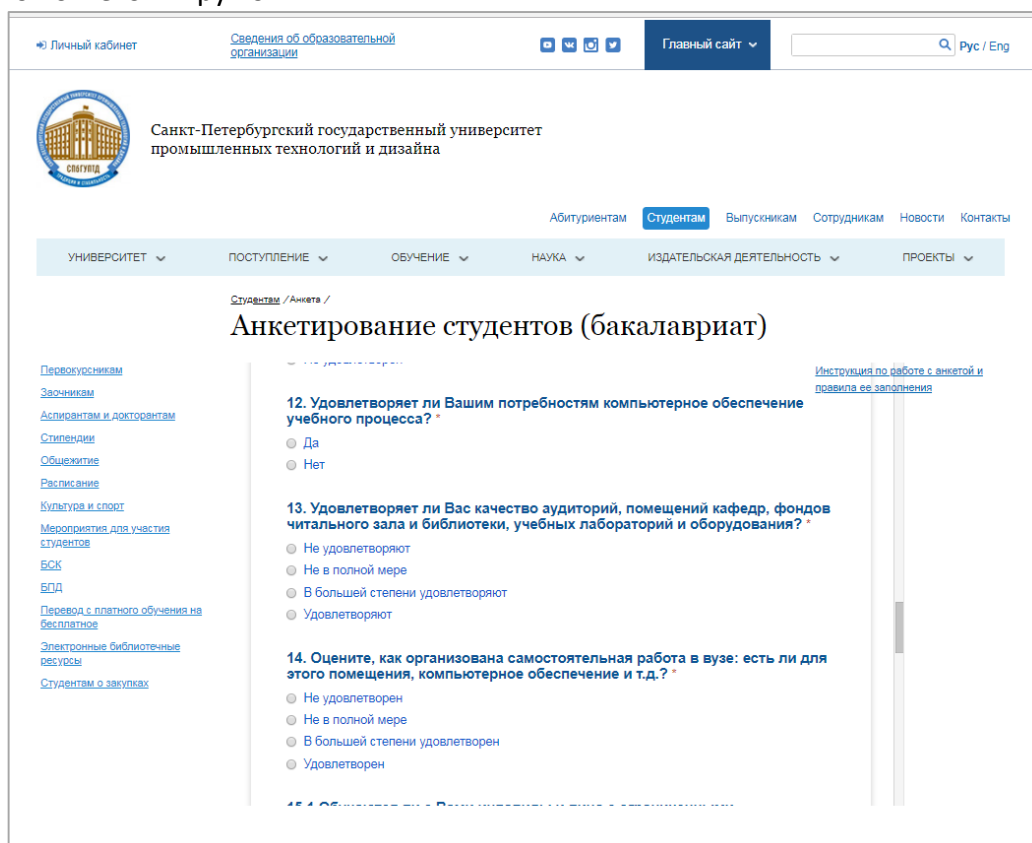 Личный кабинет
Сведения об образовательной
организации
Главный сайт
Рус / Eng
СПбГУПТД
Санкт-Петербургский государственный университет
промышленных технологий и дизайна
Абитуриентам Студентам Выпускникам Сотрудникам Новости Контакты
УНИВЕРСИТЕТ ПОСТУПЛЕНИЕ ОБУЧЕНИЕ НАУКА ИЗДАТЕЛЬСКАЯ ДЕЯТЕЛЬНОСТЬ ПРОЕКТЫ
Студентам / Анкета /
Анкетирование студентов (бакалавриат)
Первокурсникам
Заочникам
Аспирантам и докторантам
Стипендии
Общежитие
Расписание
Культура и спорт
Мероприятия для участия
студентов
БСК
БПД
Перевод с платного обучения на
бесплатное
Электронные библиотечные
ресурсы
Студентам о закупках
12. Удовлетворяет ли Вашим потребностям компьютерное обеспечение
учебного процесса? *
Да
Нет
13. Удовлетворяет ли Вас качество аудиторий, помещений кафедр, фондов
читального зала и библиотеки, учебных лабораторий и оборудования? *
Не удовлетворяют
Не в полной мере
В большей степени удовлетворяют
Удовлетворяют
14. Оцените, как организована самостоятельная работа в вузе: есть ли для
этого помещения, компьютерное обеспечение и т.д.? *
Не удовлетворен
Не в полной мере
В большей степени удовлетворен
Удовлетворен
Инструкция по работе с анкетой и
правила ее заполнения